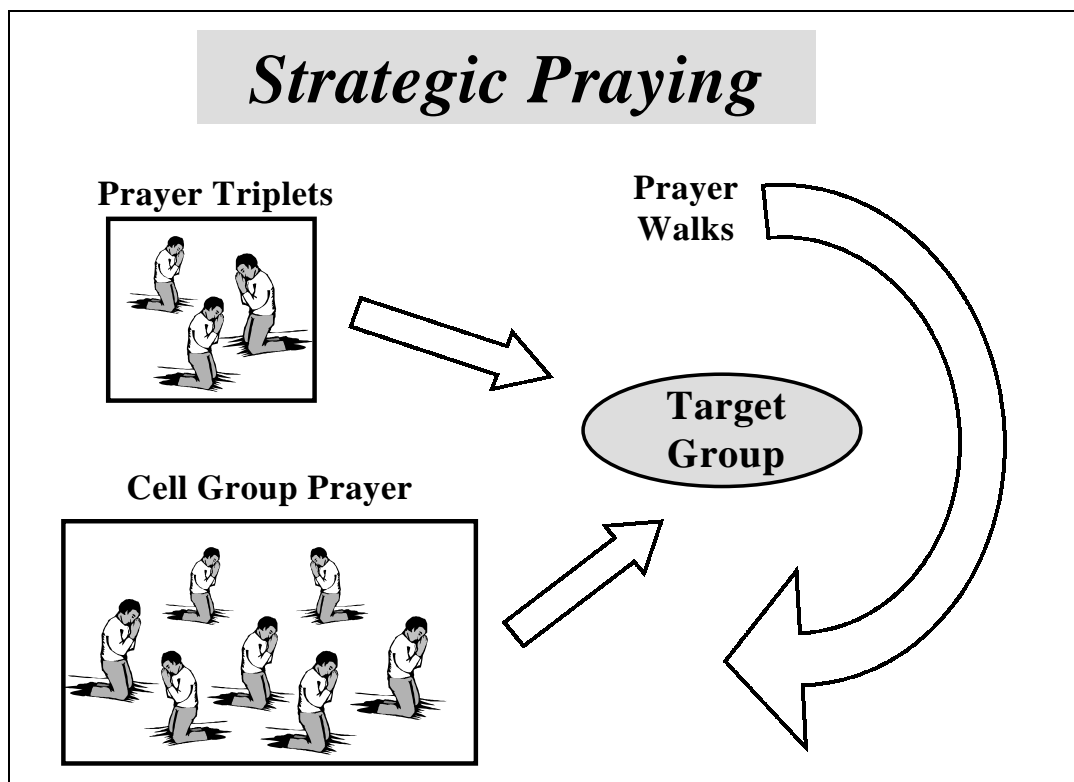 Strategic Praying
Prayer Triplets
Prayer
Walks
Target
Group
Cell Group Prayer